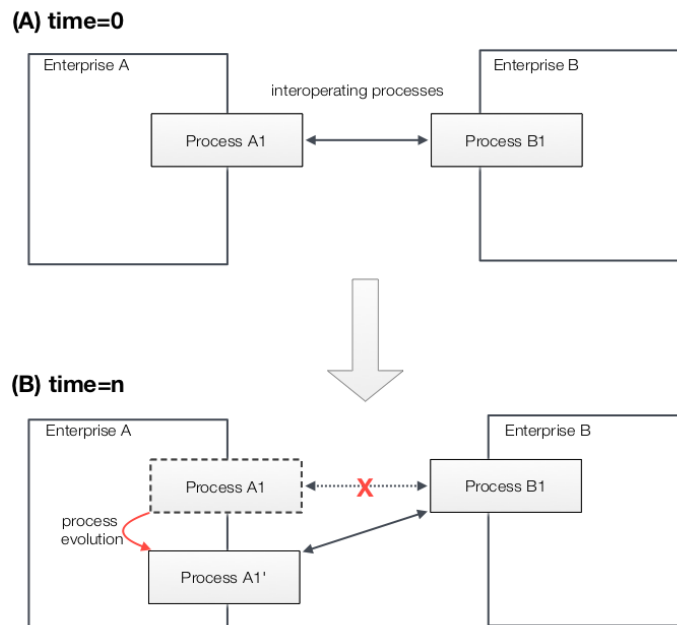 (A) time=0
Enterprise A
Enterprise B
interoperating processes
Process A1
Process B1
(B) time=n
Enterprise A
Enterprise B
Process A1
X
Process B1
process
evolution
Process A1'